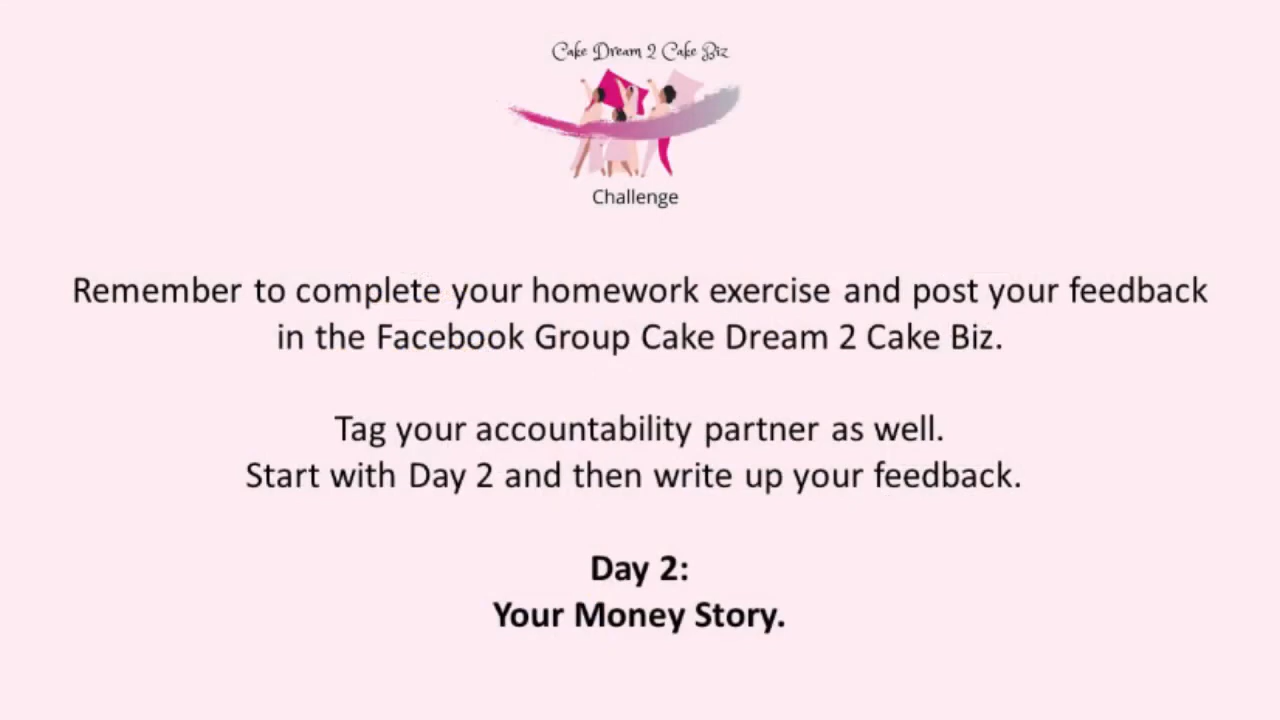 Cake Dream 2 Cake Biz
Challenge
Remember to complete your homework exercise and post your feedback
in the Facebook Group Cake Dream 2 Cake Biz.
Tag your accountability partner as well.
Start with Day 2 and then write up your feedback.
Day 2:
Your Money Story.